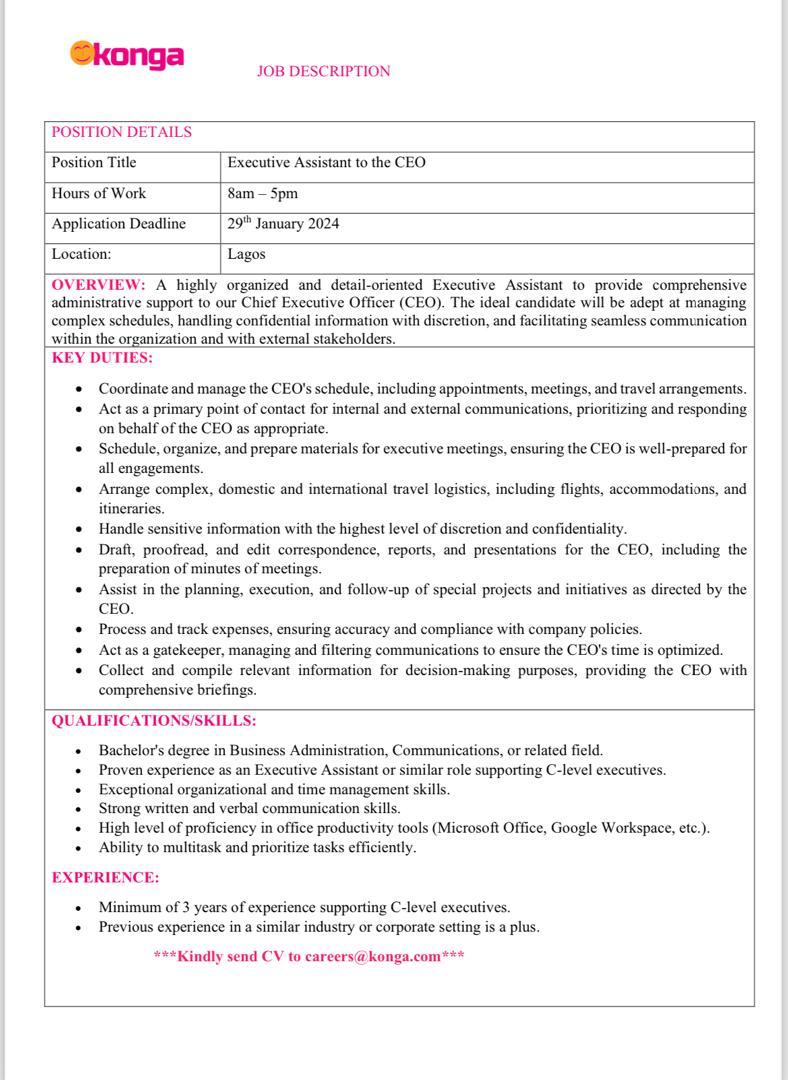 konga
JOB DESCRIPTION
POSITION DETAILS
Position Title Executive Assistant to the CEO
Hours of Work 8am – 5pm
Application Deadline 29th January 2024
Location: Lagos
OVERVIEW: A highly organized and detail-oriented Executive Assistant to provide comprehensive
administrative support to our Chief Executive Officer (CEO). The ideal candidate will be adept at managing
complex schedules, handling confidential information with discretion, and facilitating seamless communication
within the organization and with external stakeholders.
KEY DUTIES:
• Coordinate and manage the CEO's schedule, including appointments, meetings, and travel arrangements.
• Act as a primary point of contact for internal and external communications, prioritizing and responding
on behalf of the CEO as appropriate.
• Schedule, organize, and prepare materials for executive meetings, ensuring the CEO is well-prepared for
all engagements.
• Arrange complex, domestic and international travel logistics, including flights, accommodations, and
itineraries.
• Handle sensitive information with the highest level of discretion and confidentiality.
• Draft, proofread, and edit correspondence, reports, and presentations for the CEO, including the
preparation of minutes of meetings.
• Assist in the planning, execution, and follow-up of special projects and initiatives as directed by the
CEO.
• Process and track expenses, ensuring accuracy and compliance with company policies.
• Act as a gatekeeper, managing and filtering communications to ensure the CEO's time is optimized.
• Collect and compile relevant information for decision-making purposes, providing the CEO with
comprehensive briefings.
QUALIFICATIONS/SKILLS:
• Bachelor's degree in Business Administration, Communications, or related field.
• Proven experience as an Executive Assistant or similar role supporting C-level executives.
• Exceptional organizational and time management skills.
• Strong written and verbal communication skills.
• High level of proficiency in office productivity tools (Microsoft Office, Google Workspace, etc.).
• Ability to multitask and prioritize tasks efficiently.
EXPERIENCE:
• Minimum of 3 years of experience supporting C-level executives.
• Previous experience in a similar industry or corporate setting is a plus.
***Kindly send CV to careers@konga.com***